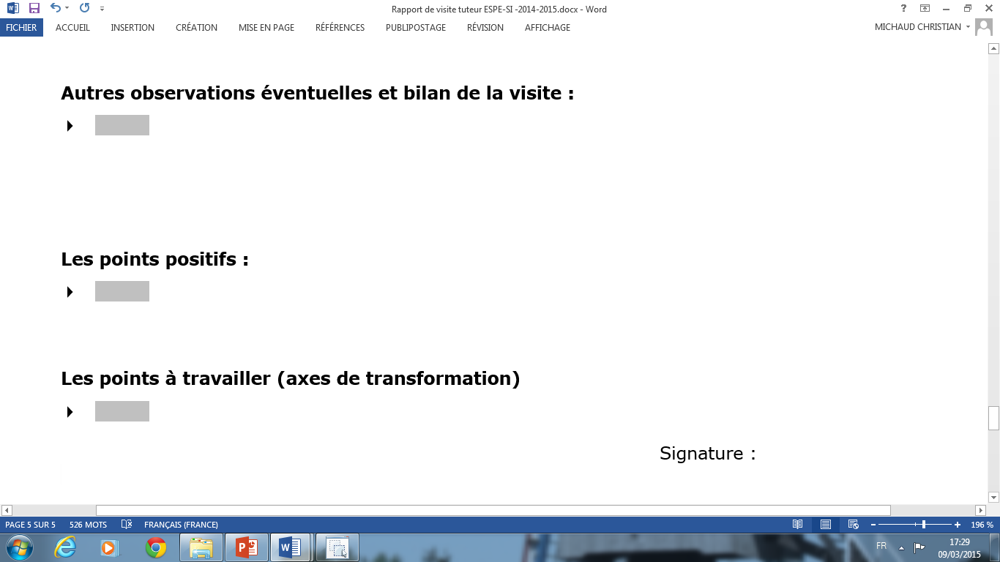 Rapport de visite tuteur ESPE-SI -2014-2015.docx - Word
FICHIER ACCUEIL INSERTION CRÉATION MISE EN PAGE RÉFÉRENCES PUBLIPOSTAGE RÉVISION AFFICHAGE MICHAUD CHRISTIAN
Autres observations éventuelles et bilan de la visite :
Les points positifs :
Les points à travailler (axes de transformation)
Signature :
PAGE 5 SUR 5 526 MOTS FRANÇAIS (FRANCE) 196 %
FR 17:29
09/03/2015